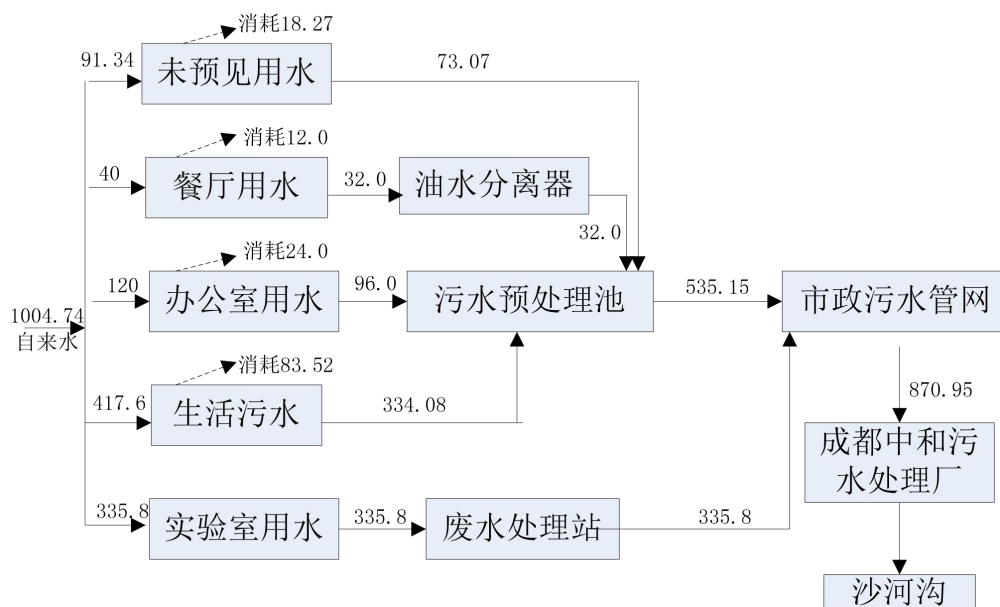 消耗18.27
91.34
未预见用水
73.07
消耗12.0
40
餐厅用水
32.0
油水分离器
32.0
消耗24.0
120
办公室用水
96.0
污水预处理池
535.15
市政污水管网
1004.74
自来水
消耗83.52
417.6
生活污水
334.08
870.95
成都中和污
水处理厂
335.8
实验室用水
335.8
废水处理站
335.8
沙河沟